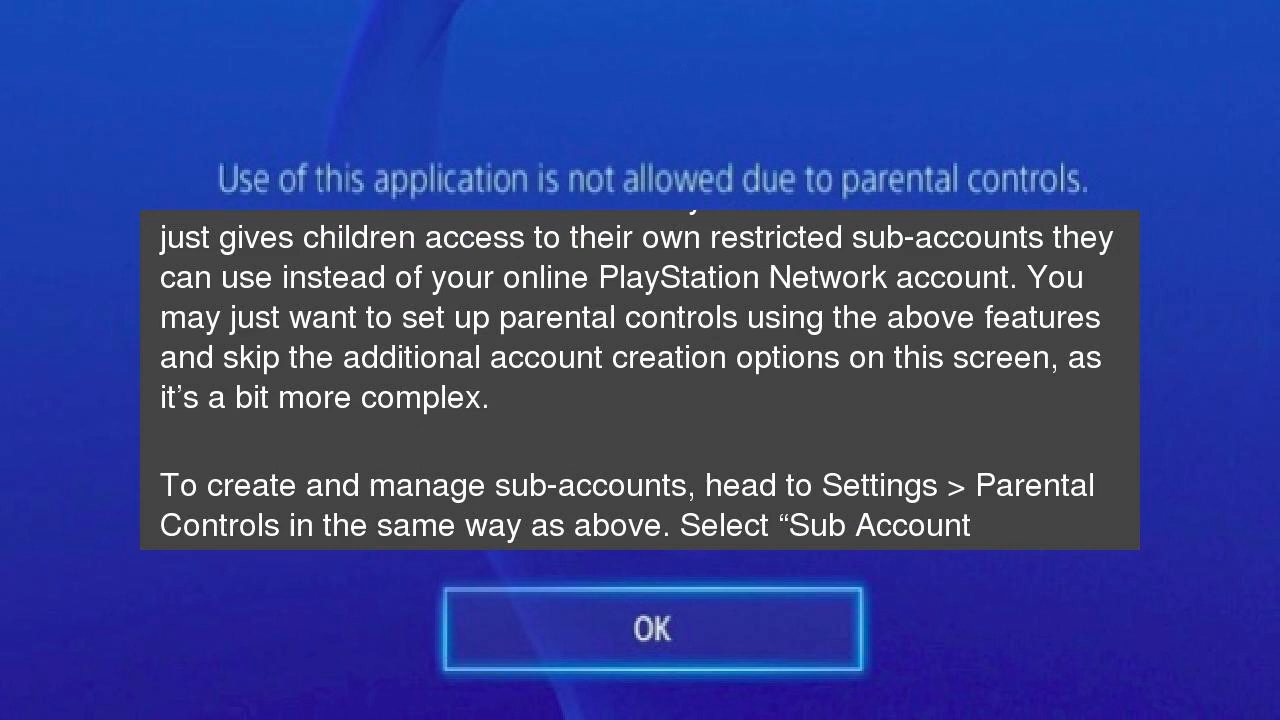 Use of this application is not allowed due to parental controls.
just gives children access to their own restricted sub-accounts they
can use instead of your online PlayStation Network account. You
may just want to set up parental controls using the above features
and skip the additional account creation options on this screen, as
it’s a bit more complex.
To create and manage sub-accounts, head to Settings > Parental
Controls in the same way as above. Select “Sub Account
OK